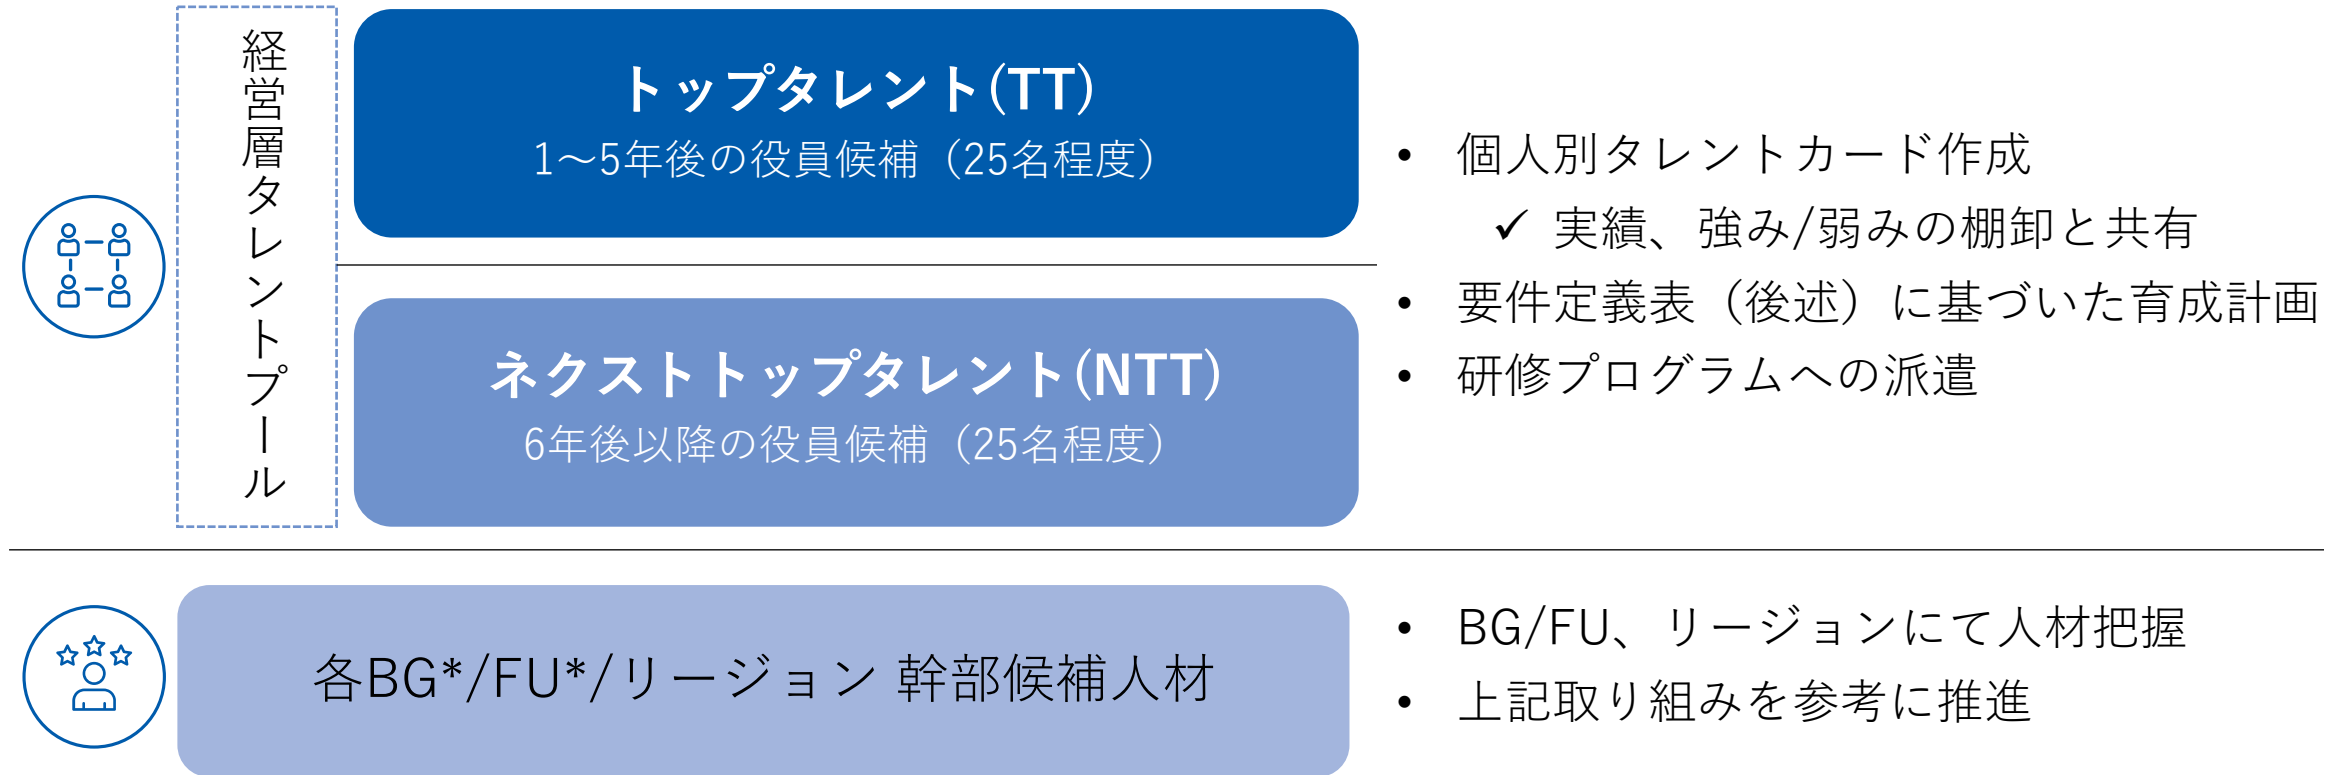 経営層タレントプール
トップタレント(TT)
1～5年後の役員候補（25名程度）
ネクストトップタレント(NTT)
6年後以降の役員候補（25名程度）
• 個人別タレントカード作成
✓ 実績、強み/弱みの棚卸と共有
• 要件定義表（後述）に基づいた育成計画
• 研修プログラムへの派遣
各BG*/FU*/リージョン 幹部候補人材
• BG/FU、リージョンにて人材把握
• 上記取り組みを参考に推進